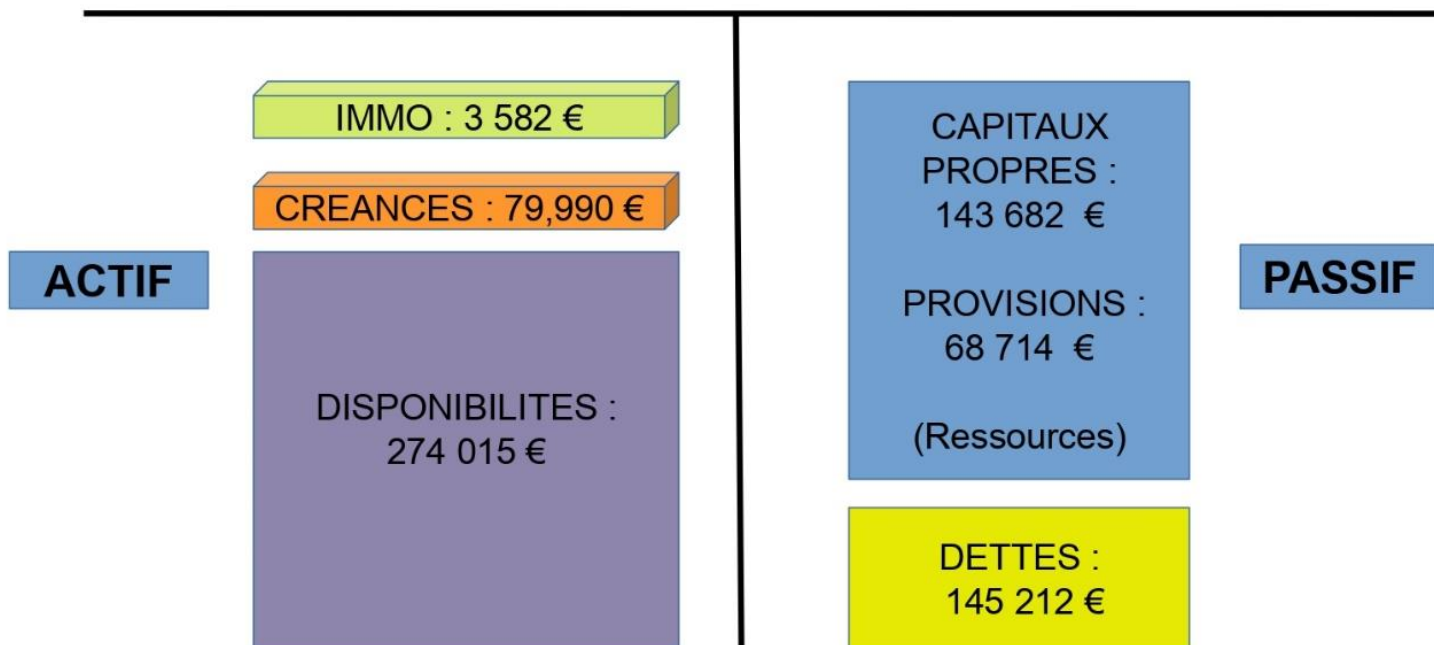 ACTIF
IMMO : 3 582 €
CREANCES : 79,990 €
DISPONIBILITES :
274 015 €
CAPITAUX
PROPRES :
143 682 €
PROVISIONS :
68 714 €
(Ressources)
DETTES :
145 212 €
PASSIF